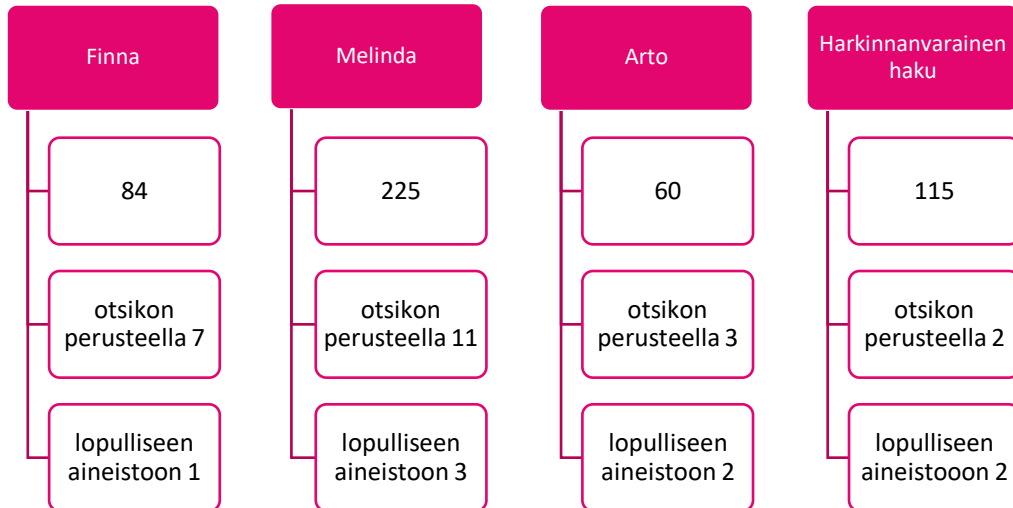 Finna
84
otsikon
perusteella 7
lopulliseen
aineistoon 1
Melinda
225
otsikon
perusteella 11
lopulliseen
aineistoon 3
Arto
60
otsikon
perusteella 3
lopulliseen
aineistoon 2
Harkinnanvarainen
haku
115
otsikon
perusteella 2
lopulliseen
aineistooon 2